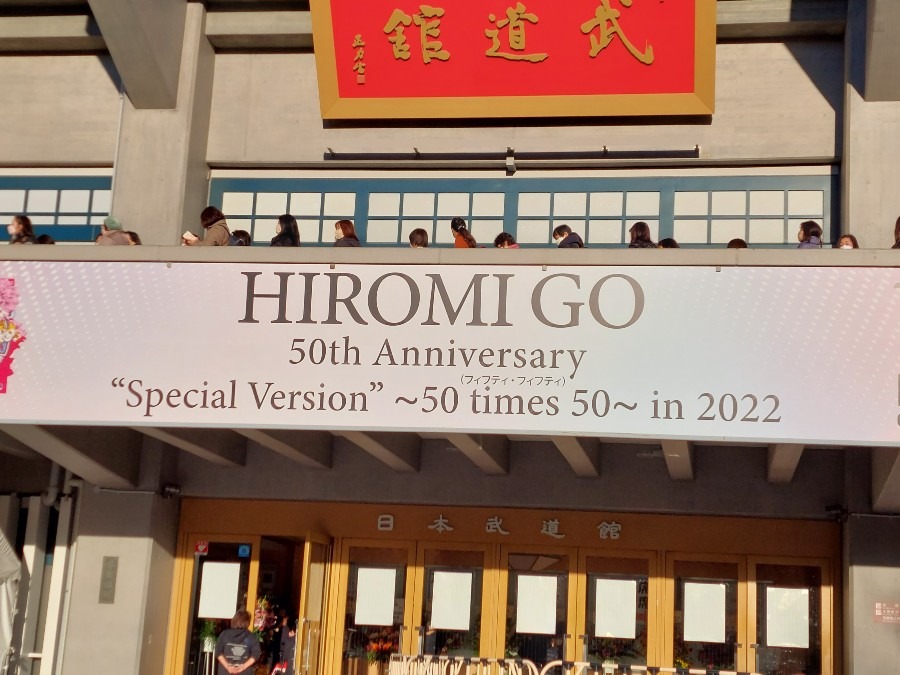 武道館
HIROMI GO
50th Anniversary
(フィフティ・フィフティ)
“Special Version” ~50 times 50~ in 2022
日本武道館